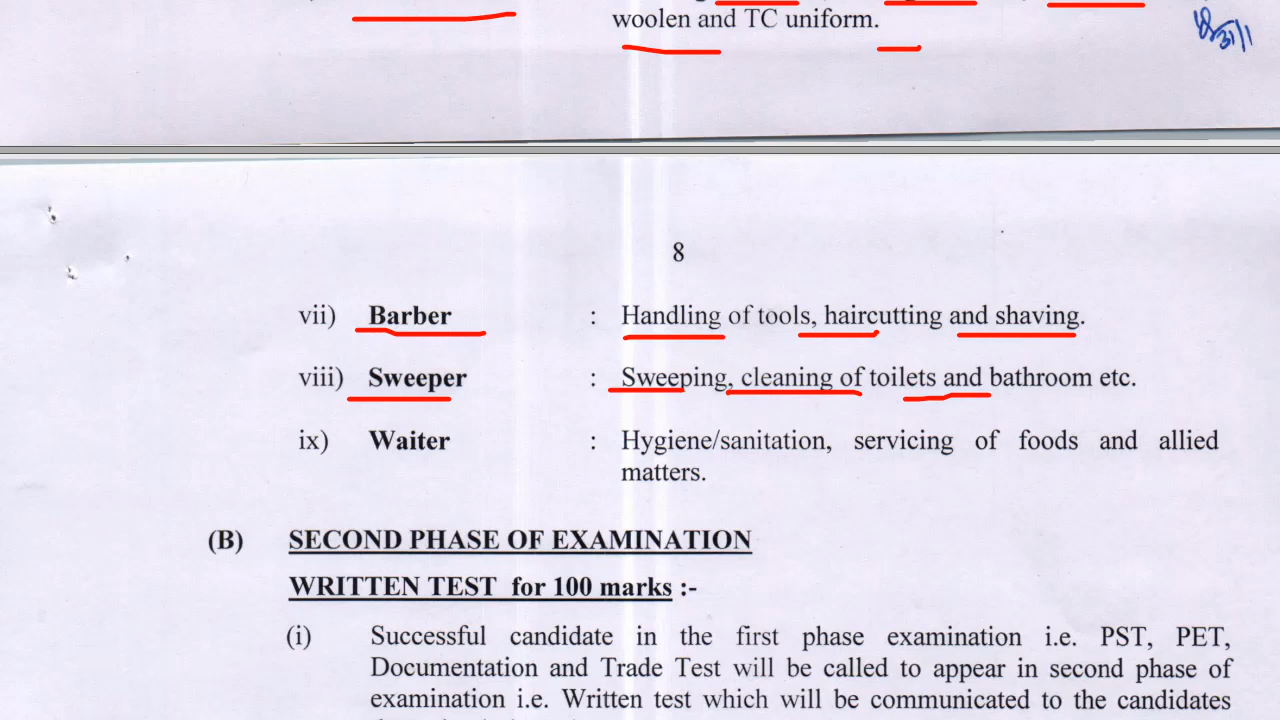 woolen and TC uniform.
8
vii) Barber : Handling of tools, haircutting and shaving.
viii) Sweeper : Sweeping, cleaning of toilets and bathroom etc.
ix) Waiter : Hygiene/sanitation, servicing of foods and allied
matters.
(B) SECOND PHASE OF EXAMINATION
WRITTEN TEST for 100 marks :-
(i) Successful candidate in the first phase examination i.e. PST, PET,
Documentation and Trade Test will be called to appear in second phase of
examination i.e. Written test which will be communicated to the candidates